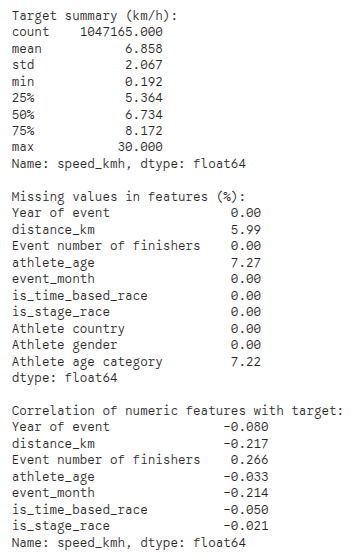 Target summary (km/h):
count    1047165.000
mean           6.858
std            2.067
min            0.192
25%            5.364
50%            6.734
75%            8.172
max           30.000
Name: speed_kmh, dtype: float64

Missing values in features (%):
Year of event                0.00
distance_km                  5.99
Event number of finishers    0.00
athlete_age                  7.27
event_month                  0.00
is_time_based_race           0.00
is_stage_race                0.00
Athlete country              0.00
Athlete gender               0.00
Athlete age category         7.22
dtype: float64

Correlation of numeric features with target:
Year of event               -0.080
distance_km                 -0.217
Event number of finishers    0.266
athlete_age                 -0.033
event_month                 -0.214
is_time_based_race          -0.050
is_stage_race               -0.021
Name: speed_kmh, dtype: float64